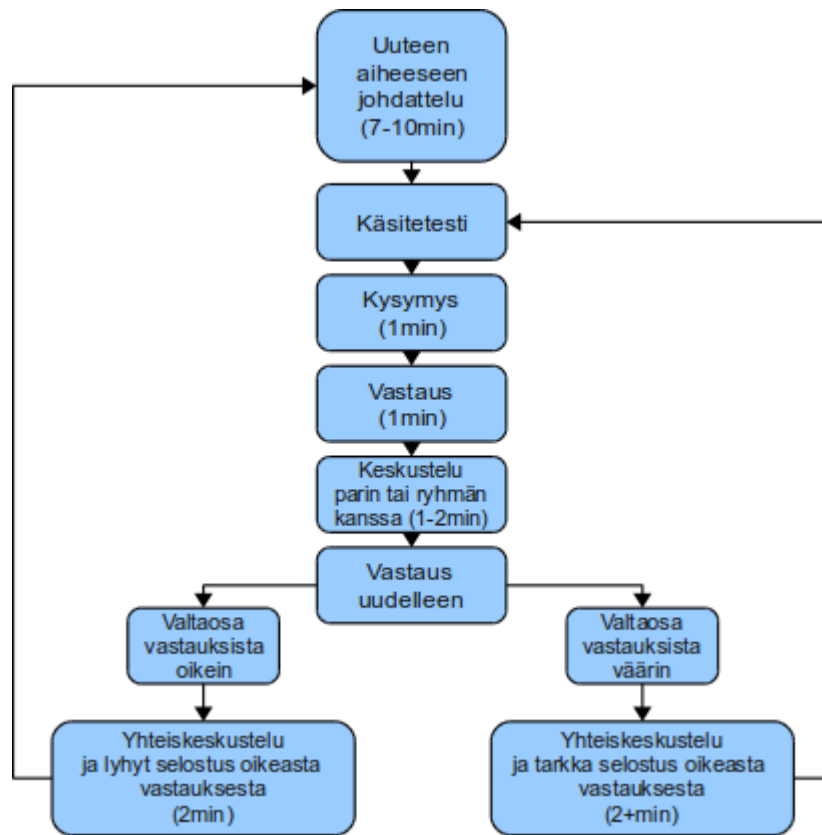 Uuteen
aiheeseen
johdattelu
(7-10min)
Käsitetesti
Kysymys
(1min)
Vastaus
(1min)
Keskustelu
parin tai ryhmän
kanssa (1-2min)
Vastaus
uudelleen
Valtaosa
vastauksista
oikein
Valtaosa
vastauksista
väärin
Yhteiskeskustelu
ja lyhyt selostus oikeasta
vastauksesta
(2min)
Yhteiskeskustelu
ja tarkka selostus oikeasta
vastauksesta
(2+min)